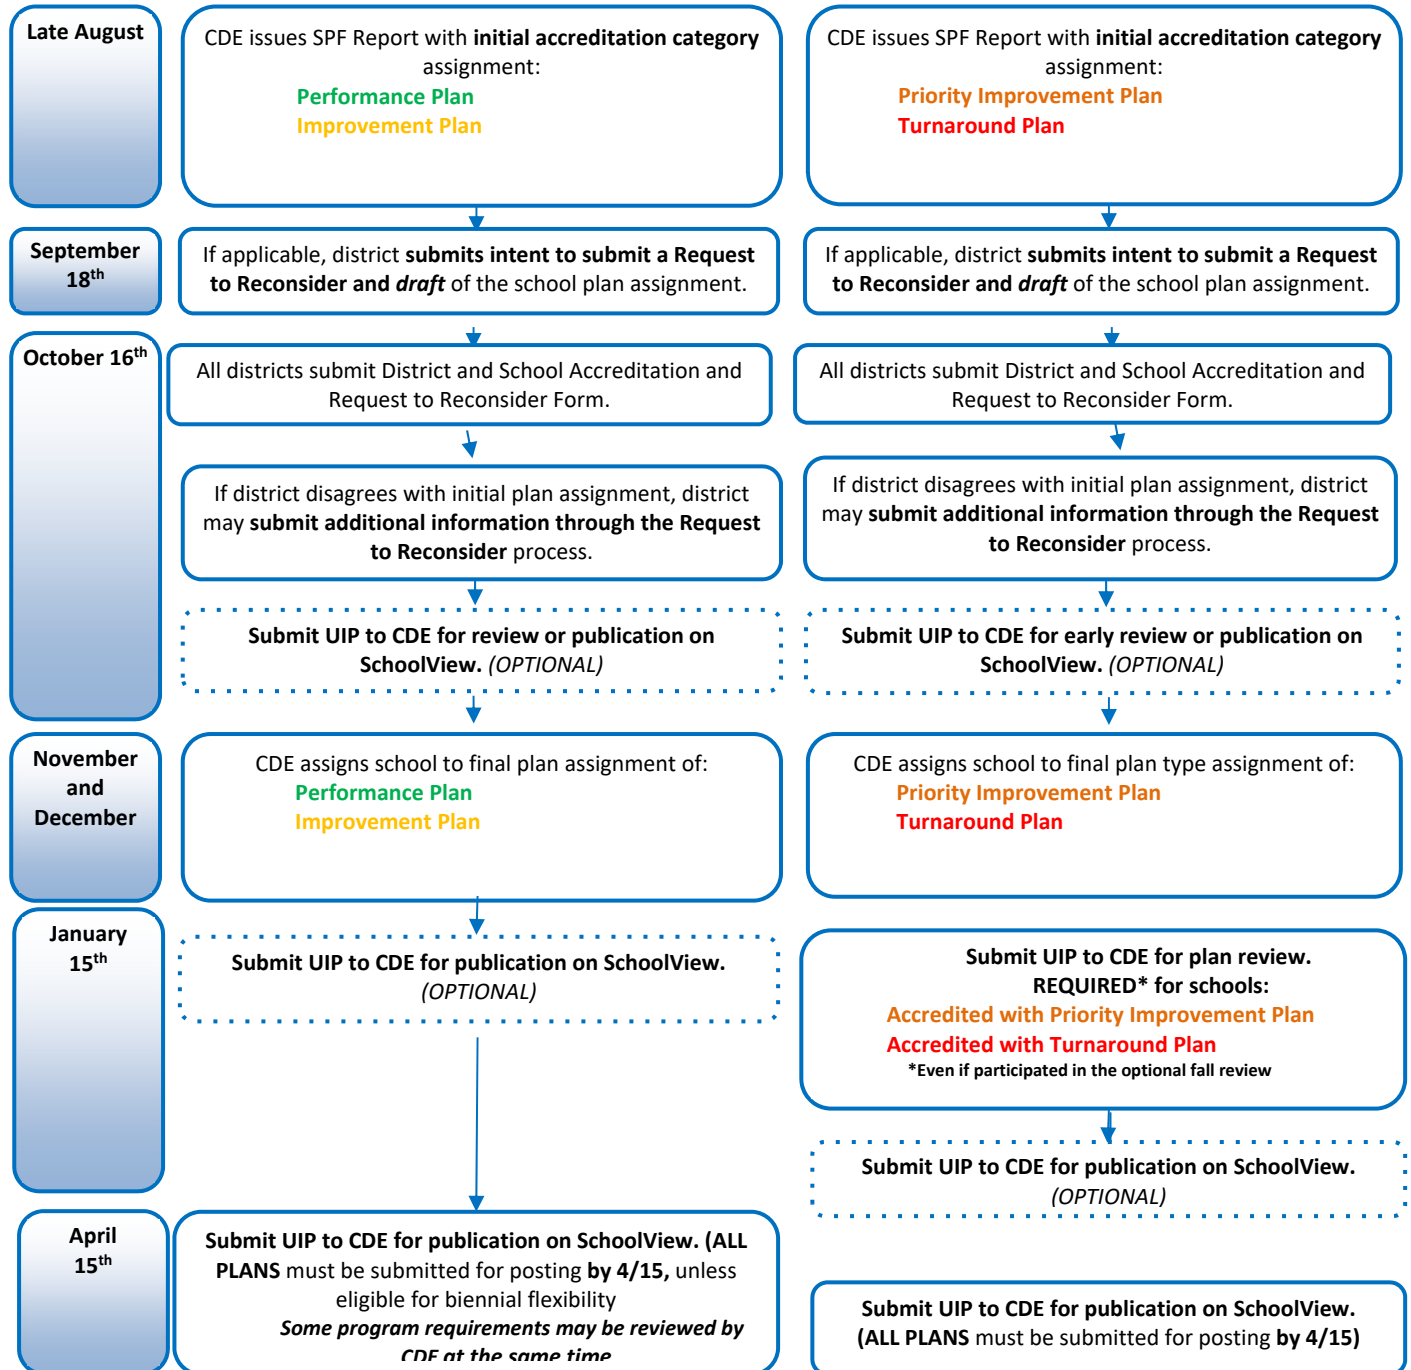 Late August
CDE issues SPF Report with initial accreditation category
assignment:
Performance Plan
Improvement Plan
CDE issues SPF Report with initial accreditation category
assignment:
Priority Improvement Plan
Turnaround Plan
September
18th
If applicable, district submits intent to submit a Request
to Reconsider and draft of the school plan assignment.
If applicable, district submits intent to submit a Request
to Reconsider and draft of the school plan assignment.
October 16th
All districts submit District and School Accreditation and
Request to Reconsider Form.
All districts submit District and School Accreditation and
Request to Reconsider Form.
If district disagrees with initial plan assignment, district
may submit additional information through the Request
to Reconsider process.
If district disagrees with initial plan assignment, district
may submit additional information through the Request
to Reconsider process.
Submit UIP to CDE for review or publication on
SchoolView. (OPTIONAL)
Submit UIP to CDE for early review or publication on
SchoolView. (OPTIONAL)
November
and
December
CDE assigns school to final plan assignment of:
Performance Plan
Improvement Plan
CDE assigns school to final plan type assignment of:
Priority Improvement Plan
Turnaround Plan
January
15th
Submit UIP to CDE for publication on SchoolView.
(OPTIONAL)
Submit UIP to CDE for plan review.
REQUIRED* for schools:
Accredited with Priority Improvement Plan
Accredited with Turnaround Plan
*Even if participated in the optional fall review
Submit UIP to CDE for publication on SchoolView.
(OPTIONAL)
April
15th
Submit UIP to CDE for publication on SchoolView. (ALL
PLANS must be submitted for posting by 4/15, unless
eligible for biennial flexibility
Some program requirements may be reviewed by
CDE at the same time
Submit UIP to CDE for publication on SchoolView.
(ALL PLANS must be submitted for posting by 4/15)